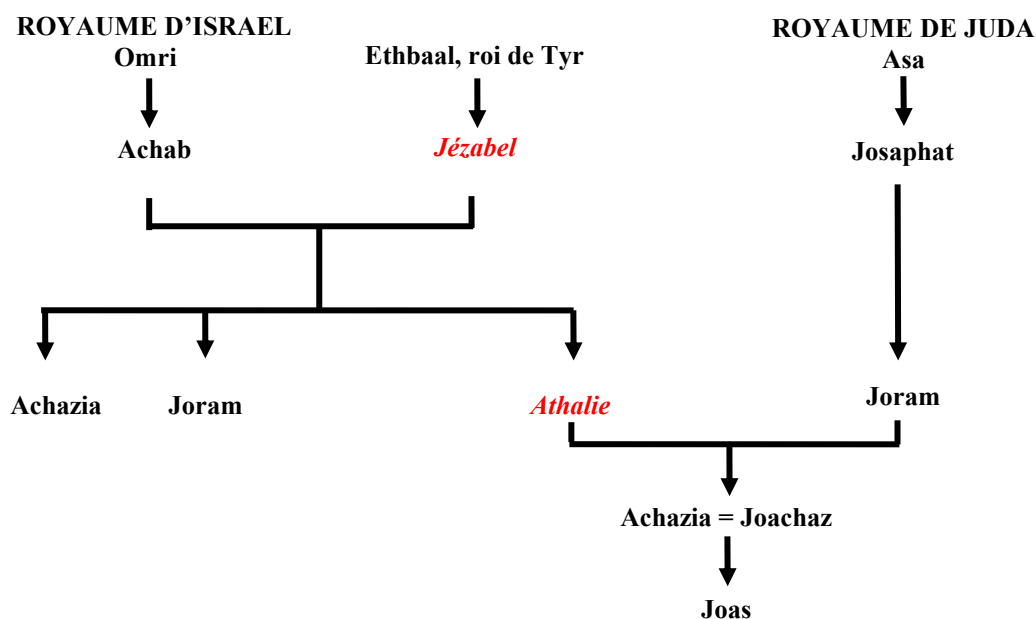 ROYAUME D’ISRAEL
Omri
Ethbaal, roi de Tyr
ROYAUME DE JUDA
Asa
Achab
Jézabel
Josaphat
Achazia
Joram
Athalie
Joram
Achazia = Joachaz
Joas